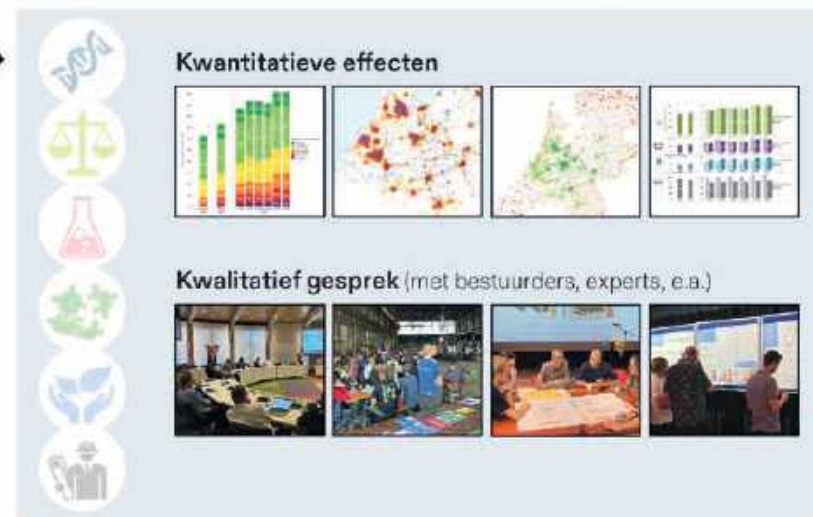 Kwantitatieve effecten
Kwalitatief gesprek (met bestuurders, experts, e.a.)